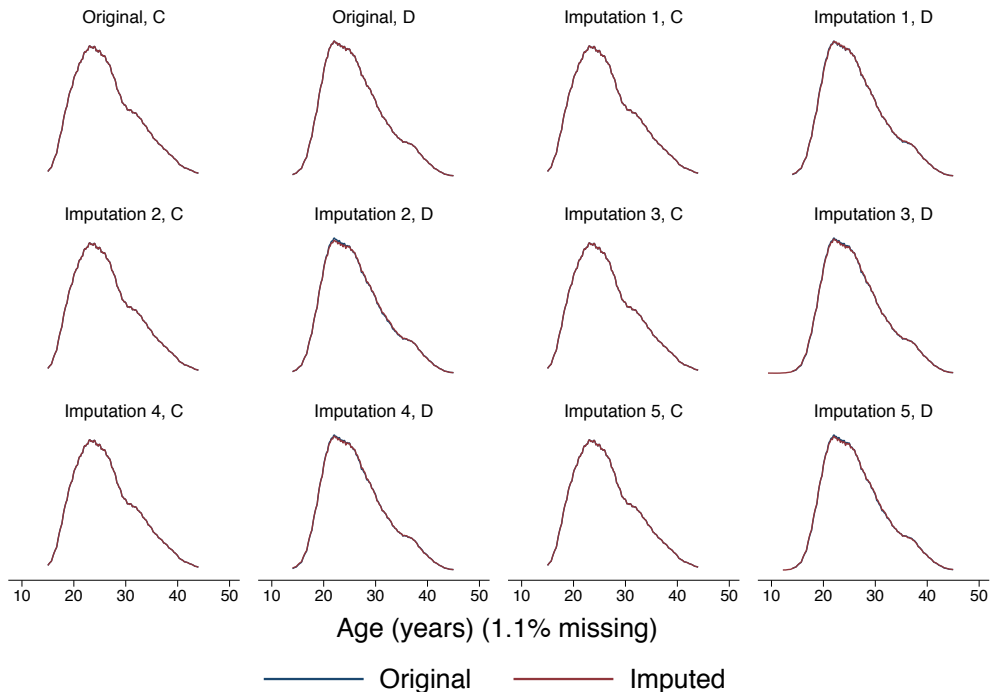 Original, C
Original, D
Imputation 1, C
Imputation 1, D
Imputation 2, C
Imputation 2, D
Imputation 3, C
Imputation 3, D
Imputation 4, C
Imputation 4, D
Imputation 5, C
Imputation 5, D
10 20 30 40 50
10 20 30 40 50
10 20 30 40 50
10 20 30 40 50
Age (years) (1.1% missing)
Original
Imputed